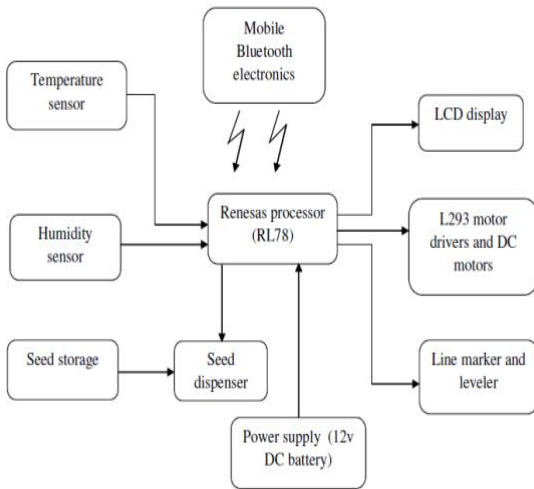 Mobile
Bluetooth
electronics
Temperature
sensor
LCD display
Renesas processor
(RL78)
L293 motor
drivers and DC
motors
Humidity
sensor
Seed storage
Seed
dispenser
Line marker and
leveler
Power supply (12v
DC battery)